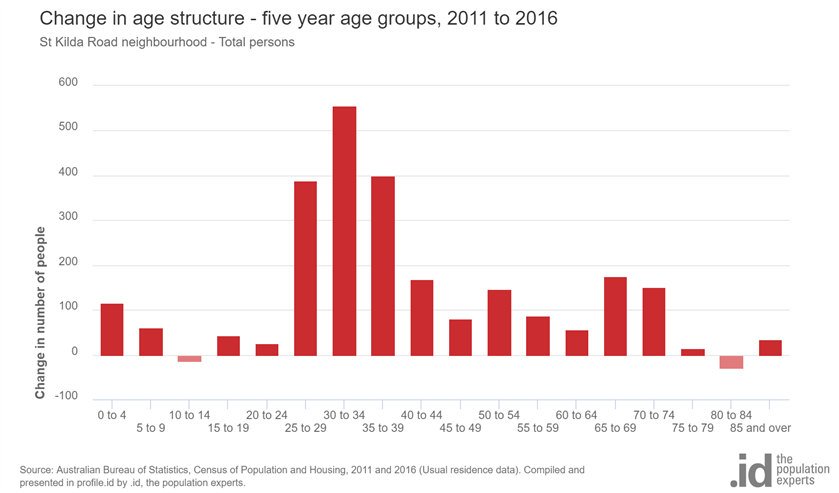 Change in age structure - five year age groups, 2011 to 2016
St Kilda Road neighbourhood - Total persons
600
500
400
300
200
100
0
-100
Change in number of people
0 to 4
5 to 9
10 to 14
15 to 19
20 to 24
25 to 29
30 to 34
35 to 39
40 to 44
45 to 49
50 to 54
55 to 59
60 to 64
65 to 69
70 to 74
75 to 79
80 to 84
85 and over
Source: Australian Bureau of Statistics, Census of Population and Housing, 2011 and 2016 (Usual residence data). Compiled and
presented in profile.id by .id, the population experts.
.id
the
population
experts